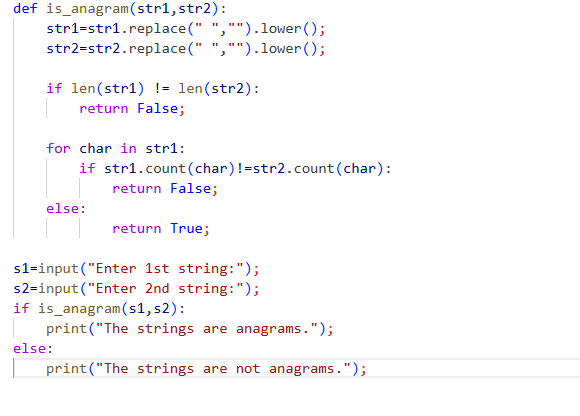 def is_anagram(str1,str2):
    str1=str1.replace(" ","").lower();
    str2=str2.replace(" ","").lower();

    if len(str1) != len(str2):
        return False;

    for char in str1:
        if str1.count(char)!=str2.count(char):
            return False;
    else:
            return True;

s1=input("Enter 1st string:");
s2=input("Enter 2nd string:");
if is_anagram(s1,s2):
    print("The strings are anagrams.");
else:
    print("The strings are not anagrams.");